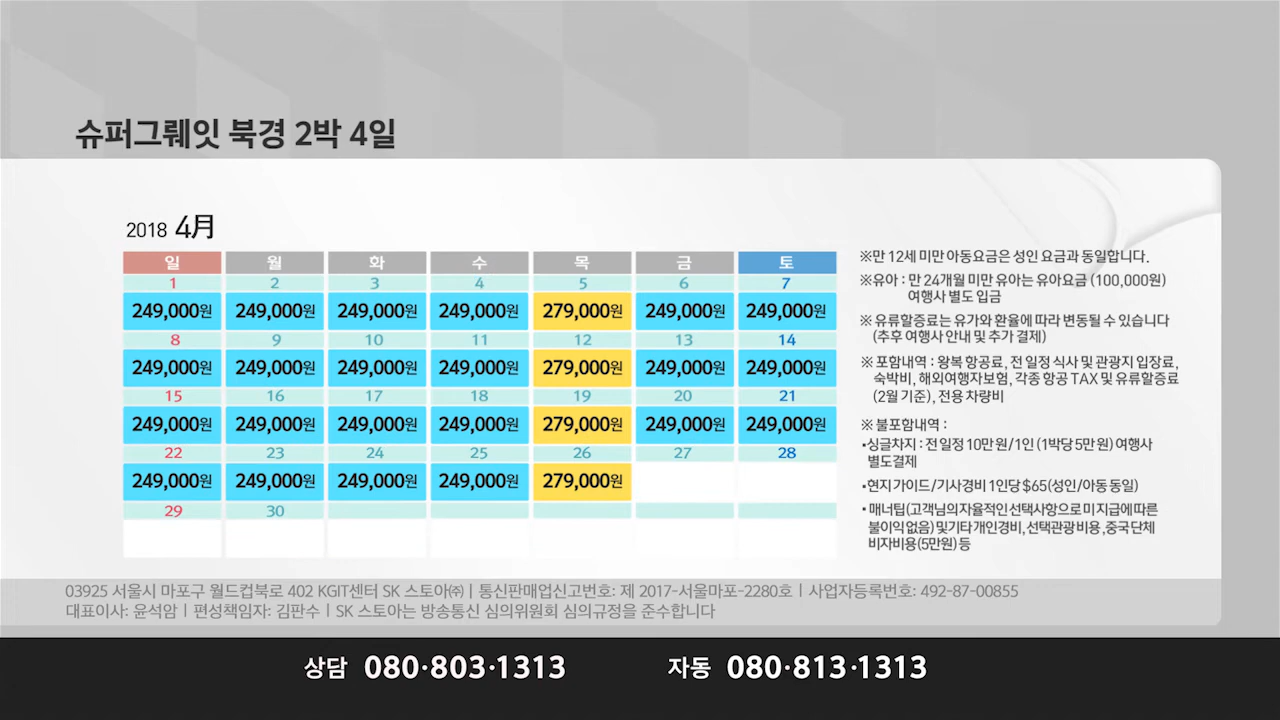 슈퍼그뤠잇 북경 2박 4일
2018 4月
일 월 화 수 목 금 토
1 2 3 4 5 6 7
249,000원 249,000원 249,000원 249,000원 279,000원 249,000원 249,000원
8 9 10 11 12 13 14
249,000원 249,000원 249,000원 249,000원 279,000원 249,000원 249,000원
15 16 17 18 19 20 21
249,000원 249,000원 249,000원 249,000원 279,000원 249,000원 249,000원
22 23 24 25 26 27 28
249,000원 249,000원 249,000원 249,000원 279,000원
29 30
※만 12세 미만 아동요금은 성인 요금과 동일합니다.
※유아 : 만 24개월 미만 유아는 유아요금 (100,000원)
여행사 별도 입금
※ 유류할증료는 유가와 환율에 따라 변동될 수 있습니다
(추후 여행사 안내 및 추가 결제)
※ 포함내역 : 왕복 항공료, 전 일정 식사 및 관광지 입장료,
숙박비, 해외여행자보험, 각종 항공 TAX 및 유류할증료
(2월 기준), 전용 차량비
※ 불포함내역 :
•싱글차지 : 전 일정 10만 원/1인 (1박당 5만 원) 여행사
별도결제
•현지 가이드/기사경비 1인당 $65(성인/아동 동일)
• 매너팁(고객님의 자율적인 선택사항으로 미지급에 따른
불이익 없음) 및 기타 개인경비, 선택관광 비용 ,중국 단체
비자비용(5만원) 등
03925 서울시 마포구 월드컵북로 402 KGIT센터 SK 스토아㈜ | 통신판매업신고번호: 제 2017-서울마포-2280호 | 사업자등록번호: 492-87-00855
대표이사: 윤석암 | 편성책임자: 김판수 | SK 스토아는 방송통신 심의위원회 심의규정을 준수합니다
상담 080·803·1313 자동 080·813·1313